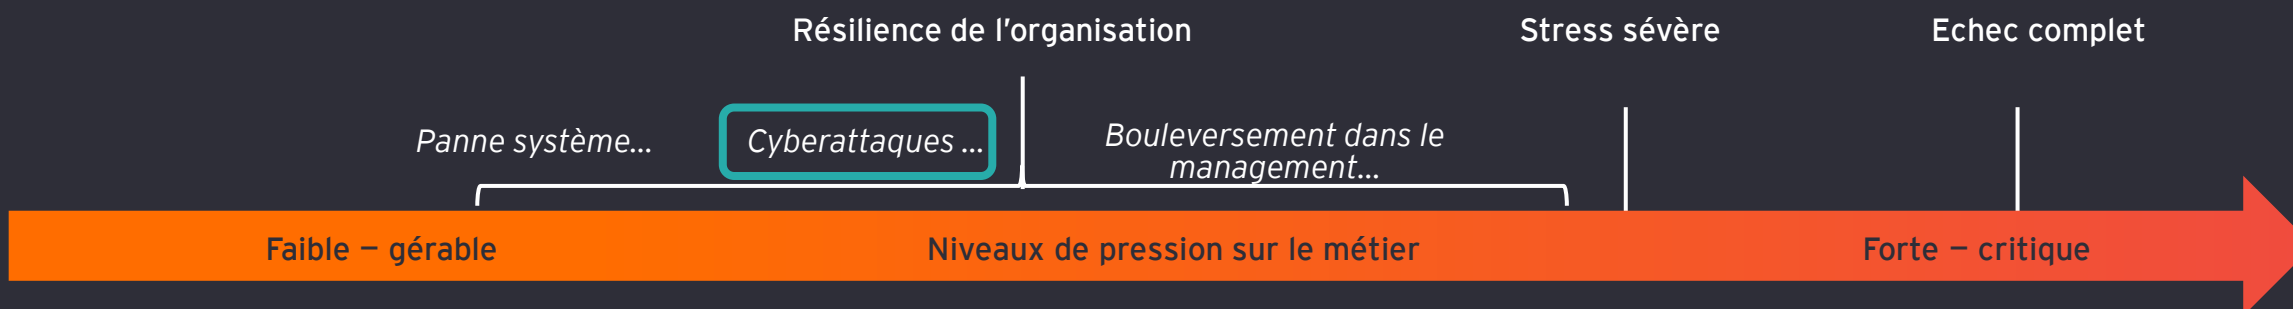 Résilience de l'organisation
Stress sévère
Echec complet
Panne système...
Cyberattaques ...
Bouleversement dans le
management...
Faible – gérable
Niveaux de pression sur le métier
Forte – critique